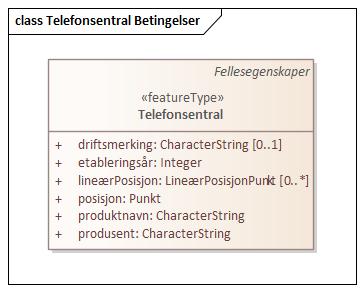 class Telefonsentral Betingelser
Fellesegenskaper
«featureType»
Telefonsentral
+ driftsmerking: CharacterString [0..1]
+ etableringsår: Integer
+ lineærPosisjon: LineærPosisjonPunkt [0..*]
+ posisjon: Punkt
+ produktnavn: CharacterString
+ produsent: CharacterString